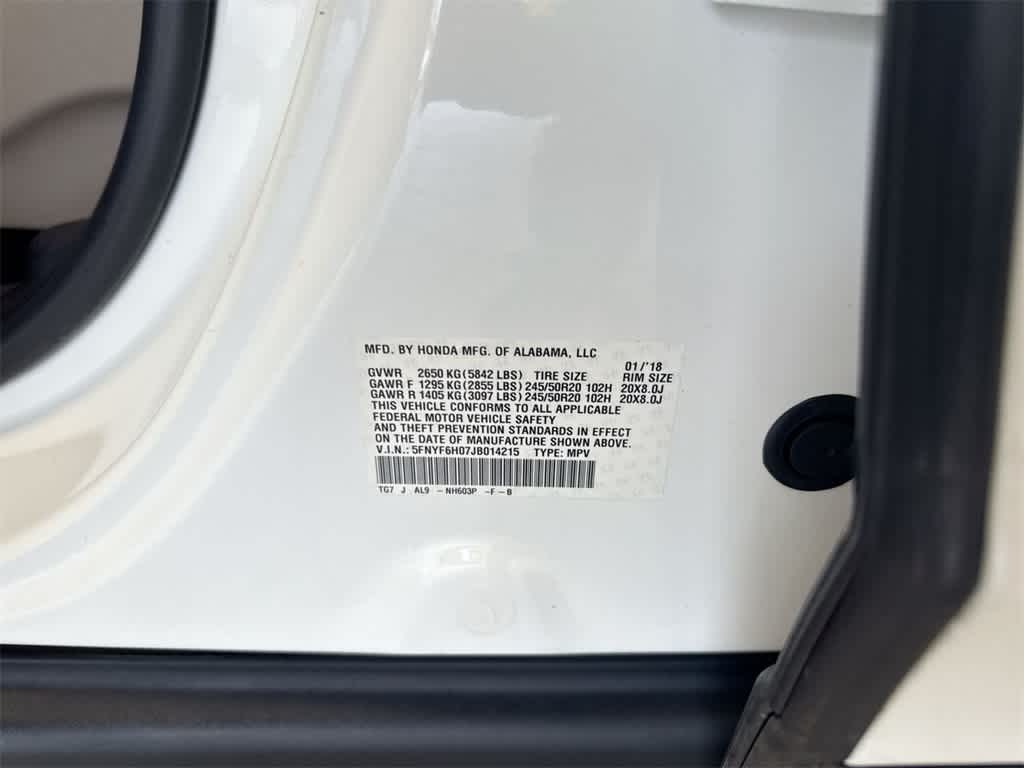 MFD. BY HONDA MFG. OF ALABAMA, LLC
01/'18
GVWR 2650 KG(5842 LBS) TIRE SIZE RIM SIZE
GAWR F 1295 KG(2855 LBS) 245/50R20 102H 20X8.0J
GAWR R 1405 KG(3097 LBS) 245/50R20 102H 20X8.0J
THIS VEHICLE CONFORMS TO ALL APPLICABLE
FEDERAL MOTOR VEHICLE SAFETY
AND THEFT PREVENTION STANDARDS IN EFFECT
ON THE DATE OF MANUFACTURE SHOWN ABOVE.
V.I.N.: 5FNYF6H07JB014215 TYPE: MPV
TG7 J AL9 -NH603P -F-B